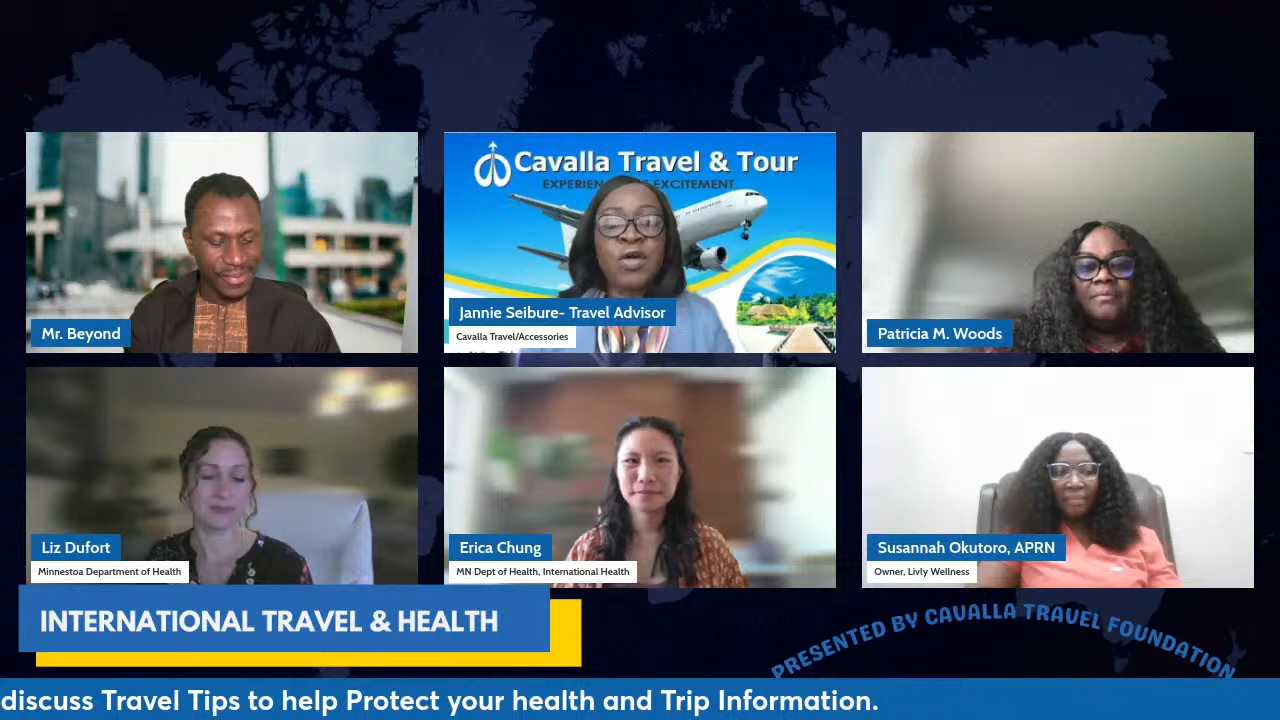 Cavalla Travel & Tour
Mr. Beyond
Jannie Seibure- Travel Advisor
Cavalla Travel/Accessories
Patricia M. Woods
Liz Dufort
Minnestoa Department of Health
Erica Chung
MN Dept of Health, International Health
Susannah Okutoro, APRN
Owner, Livly Wellness
INTERNATIONAL TRAVEL & HEALTH
PRESENTED BY CAVALLA TRAVEL FOUNDATION
discuss Travel Tips to help Protect your health and Trip Information.